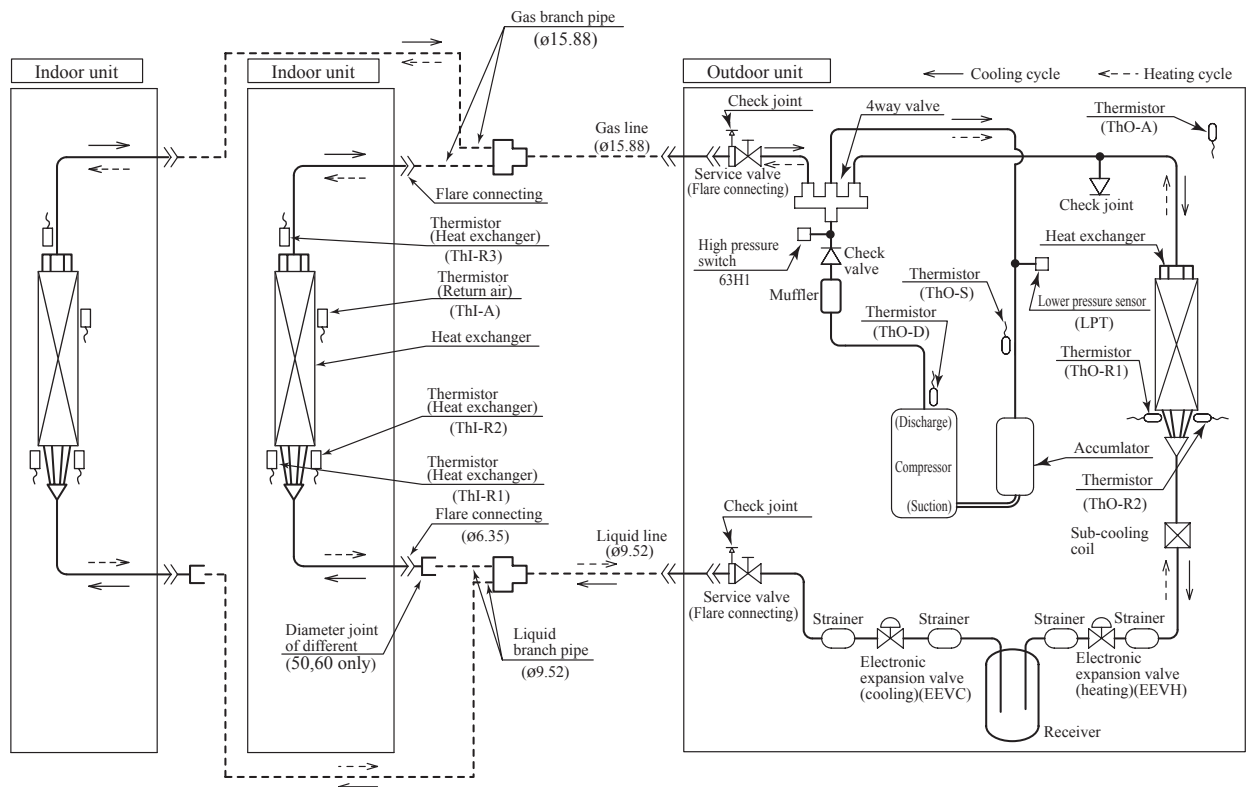 Gas branch pipe
(ø15.88)
Indoor unit
Indoor unit
Outdoor unit
Cooling cycle
Heating cycle
Check joint
4way valve
Thermistor
(ThO-A)
Gas line
(ø15.88)
Service valve
(Flare connecting)
Flare connecting
Check joint
Thermistor
(Heat exchanger)
(ThI-R3)
High pressure
switch
63H1
Check
valve
Heat exchanger
Thermistor
(Return air)
(ThI-A)
Muffler
Thermistor
(ThO-S)
Lower pressure sensor
(LPT)
Thermistor
(ThO-D)
Heat exchanger
Thermistor
(ThO-R1)
Thermistor
(Heat exchanger)
(ThI-R2)
(Discharge)
Compressor
(Suction)
Accumlator
Thermistor
(Heat exchanger)
(ThI-R1)
Thermistor
(ThO-R2)
Flare connecting
(ø6.35)
Check joint
Sub-cooling
coil
Liquid line
(ø9.52)
Service valve
(Flare connecting)
Strainer
Strainer
Strainer
Strainer
Diameter joint
of different
(50,60 only)
Liquid
branch pipe
(ø9.52)
Electronic
expansion valve
(cooling)(EEVC)
Electronic
expansion valve
(heating)(EEVH)
Receiver